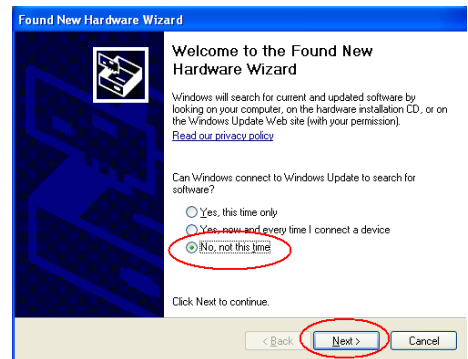 Found New Hardware Wizard
Welcome to the Found New
Hardware Wizard
Windows will search for current and updated software by
looking on your computer, on the hardware installation CD, or on
the Windows Update Web site (with your permission).
Read our privacy policy
Can Windows connect to Windows Update to search for
software?
Yes, this time only
Yes, now and every time I connect a device
No, not this time
Click Next to continue.
< Back
Next >
Cancel